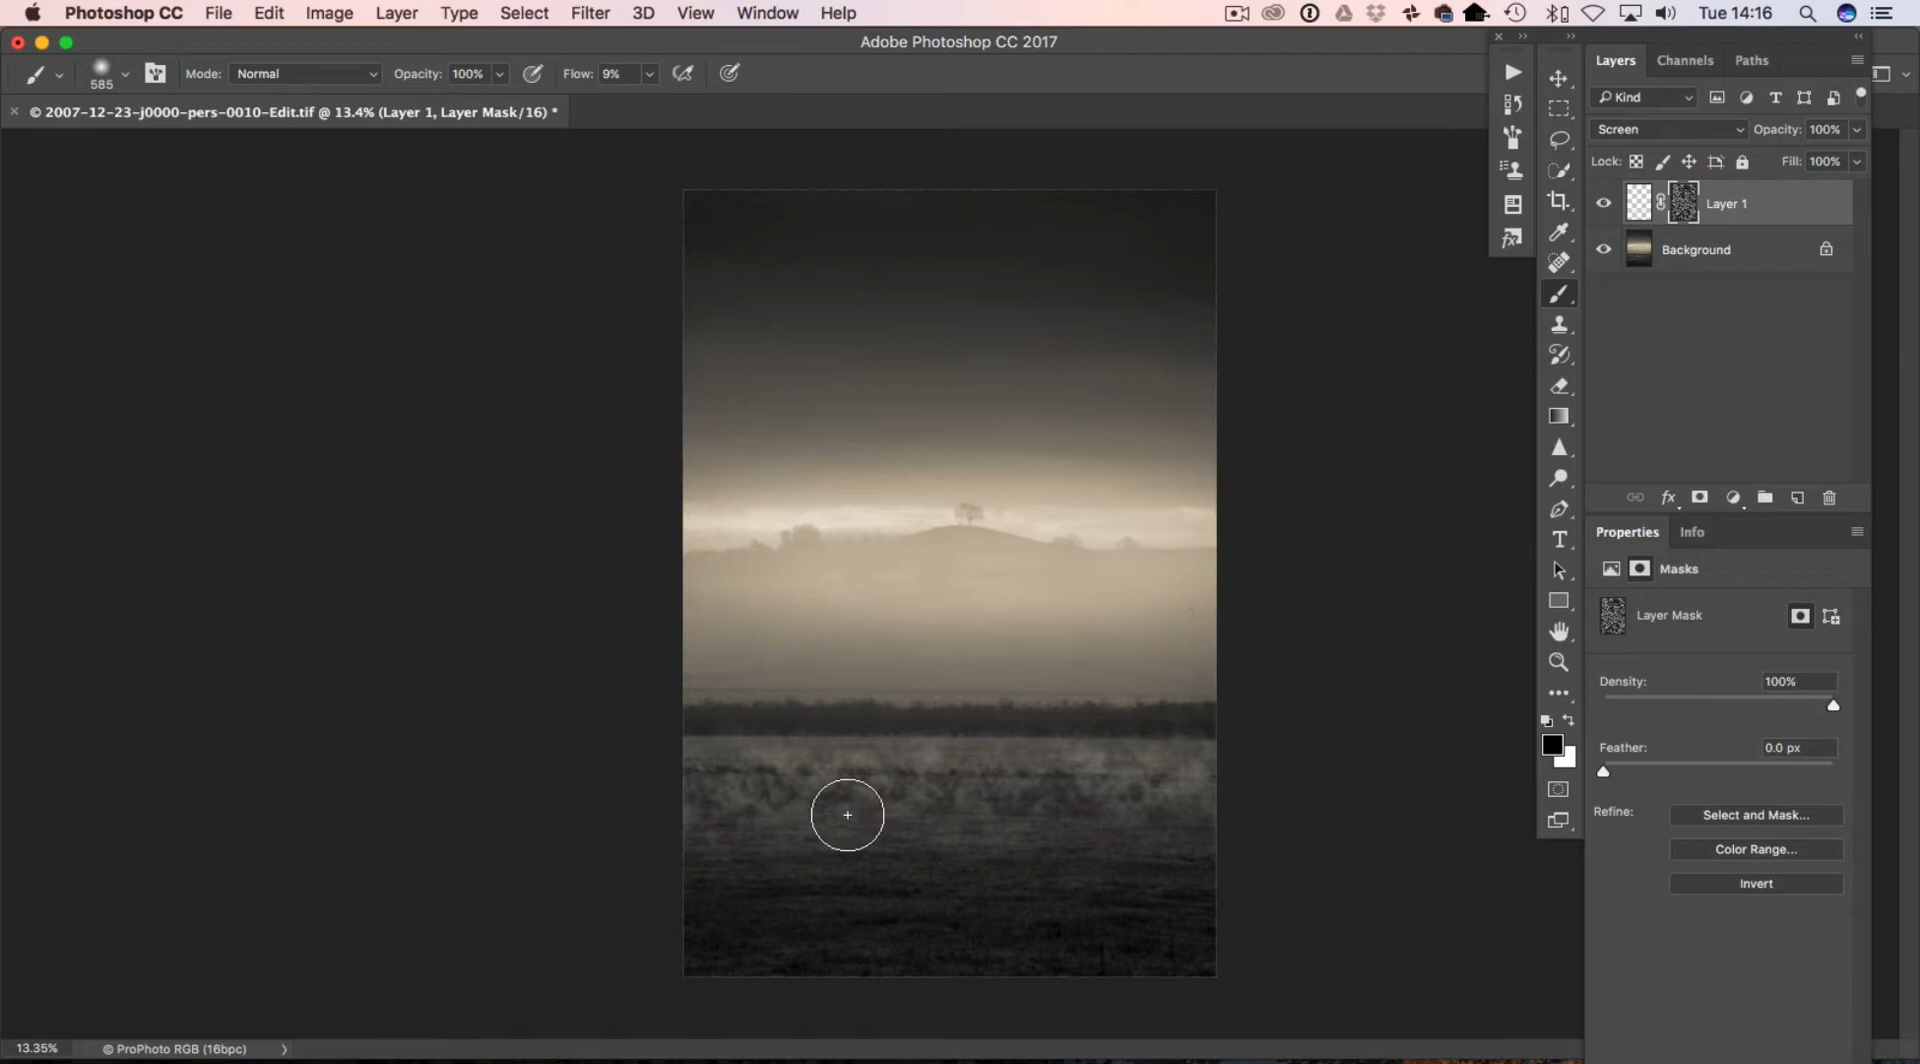 Photoshop CC File Edit Image Layer Type Select Filter 3D View Window Help Tue 14:16
Adobe Photoshop CC 2017
585 Mode: Normal Opacity: 100% Flow: 9%
© 2007-12-23-j0000-pers-0010-Edit.tif @ 13.4% (Layer 1, Layer Mask/16) *
Layers Channels Paths
Kind
Screen Opacity: 100%
Lock: Fill: 100%
Layer 1
Background
fx
Properties Info
Masks
Layer Mask
Density: 100%
Feather: 0.0 px
Refine: Select and Mask...
Color Range...
Invert
13.35% © ProPhoto RGB (16bpc)